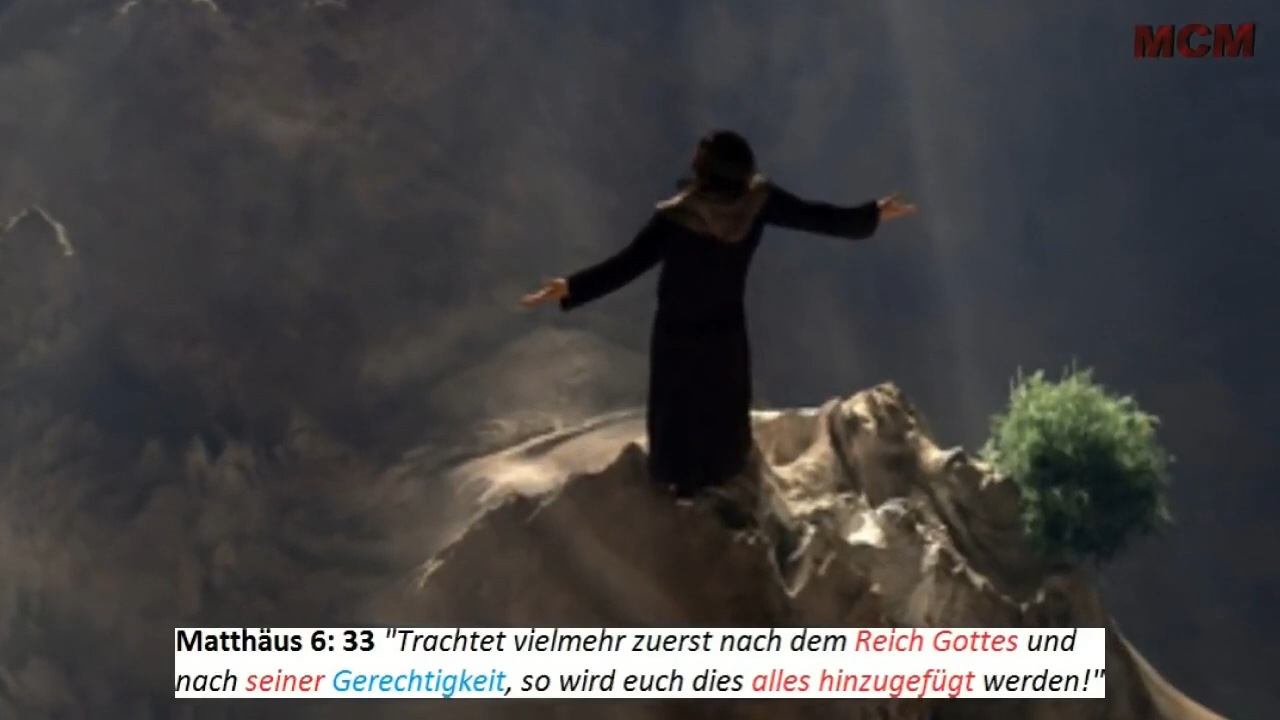 MCM
Matthäus 6: 33 "Trachtet vielmehr zuerst nach dem Reich Gottes und
nach seiner Gerechtigkeit, so wird euch dies alles hinzugefügt werden!"